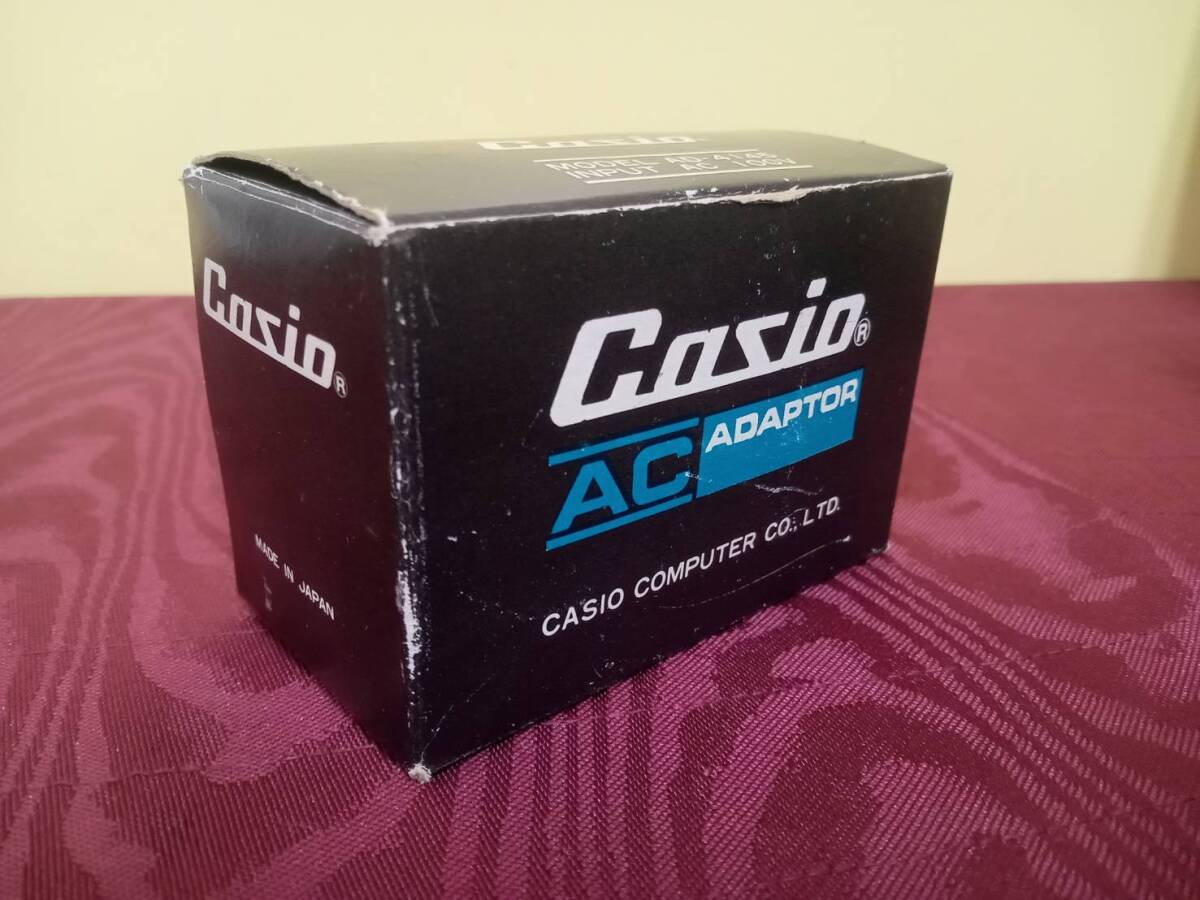 Casio
MODEL AD-4145
INPUT AC 100V
Casio®
MADE IN JAPAN
Casio®
AC ADAPTOR
CASIO COMPUTER CO., LTD.